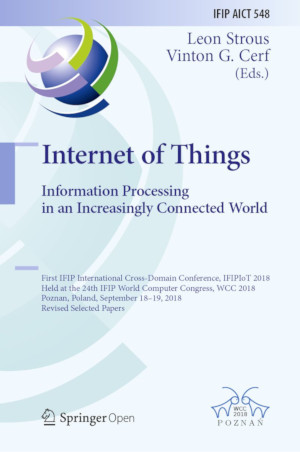 IFIP AICT 548
Leon Strous
Vinton G. Cerf
(Eds.)
Internet of Things
Information Processing
in an Increasingly Connected World
First IFIP International Cross-Domain Conference, IFIPIoT 2018
Held at the 24th IFIP World Computer Congress, WCC 2018
Poznan, Poland, September 18–19, 2018
Revised Selected Papers
Springer Open
WCC
2018
POZNAŃ